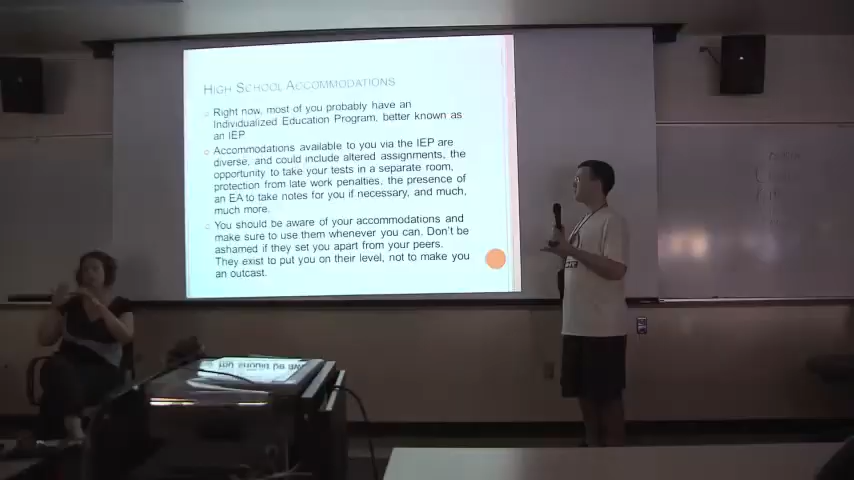 HIGH SCHOOL ACCOMMODATIONS
Right now, most of you probably have an
Individualized Education Program, better known as
an IEP
Accommodations available to you via the IEP are
diverse, and could include altered assignments, the
opportunity to take your tests in a separate room,
protection from late work penalties, the presence of
an EA to take notes for you if necessary, and much,
much more.
You should be aware of your accommodations and
make sure to use them whenever you can. Don't be
ashamed if they set you apart from your peers.
They exist to put you on their level, not to make you
an outcast.